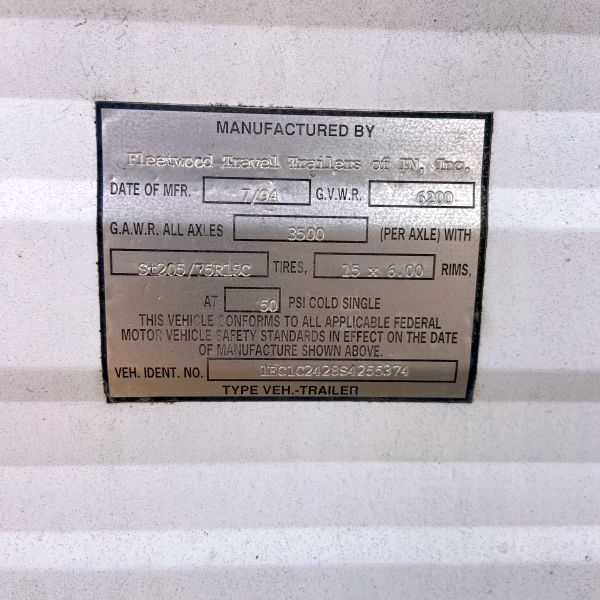 MANUFACTURED BY
Fleetwood Travel Trailers of IN, Inc.
DATE OF MFR. 7/94 G.V.W.R. 6200
G.A.W.R. ALL AXLES 3500 (PER AXLE) WITH
St205/75R15C TIRES, 15 x 6.00 RIMS,
AT 50 PSI COLD SINGLE
THIS VEHICLE CONFORMS TO ALL APPLICABLE FEDERAL
MOTOR VEHICLE SAFETY STANDARDS IN EFFECT ON THE DATE
OF MANUFACTURE SHOWN ABOVE.
VEH. IDENT. NO. 1EC1C2428S4255374
TYPE VEH.-TRAILER